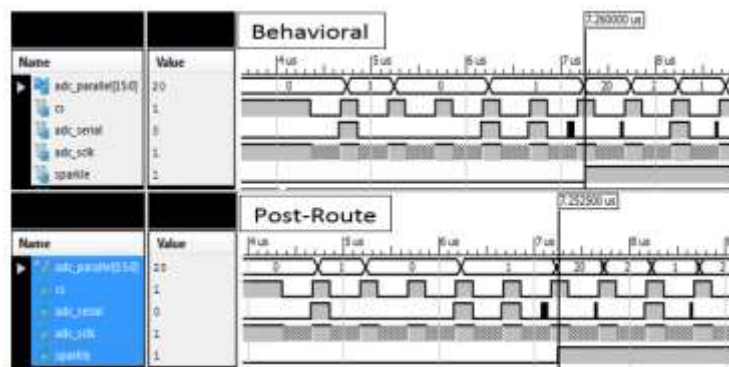 Behavioral
7.260000 us
Name Value
4 us 5 us 6 us 7 us 8 us
adc_parallel[15:0] 20 0 1 0 1 20 2 1
cs 1
adc_serial 0
adc_sclk 1
sparkle 1
Post-Route
7.252500 us
Name Value
4 us 5 us 6 us 7 us 8 us
adc_parallel[15:0] 20 0 1 0 1 20 2 1 2
cs 1
adc_serial 0
adc_sclk 1
sparkle 1